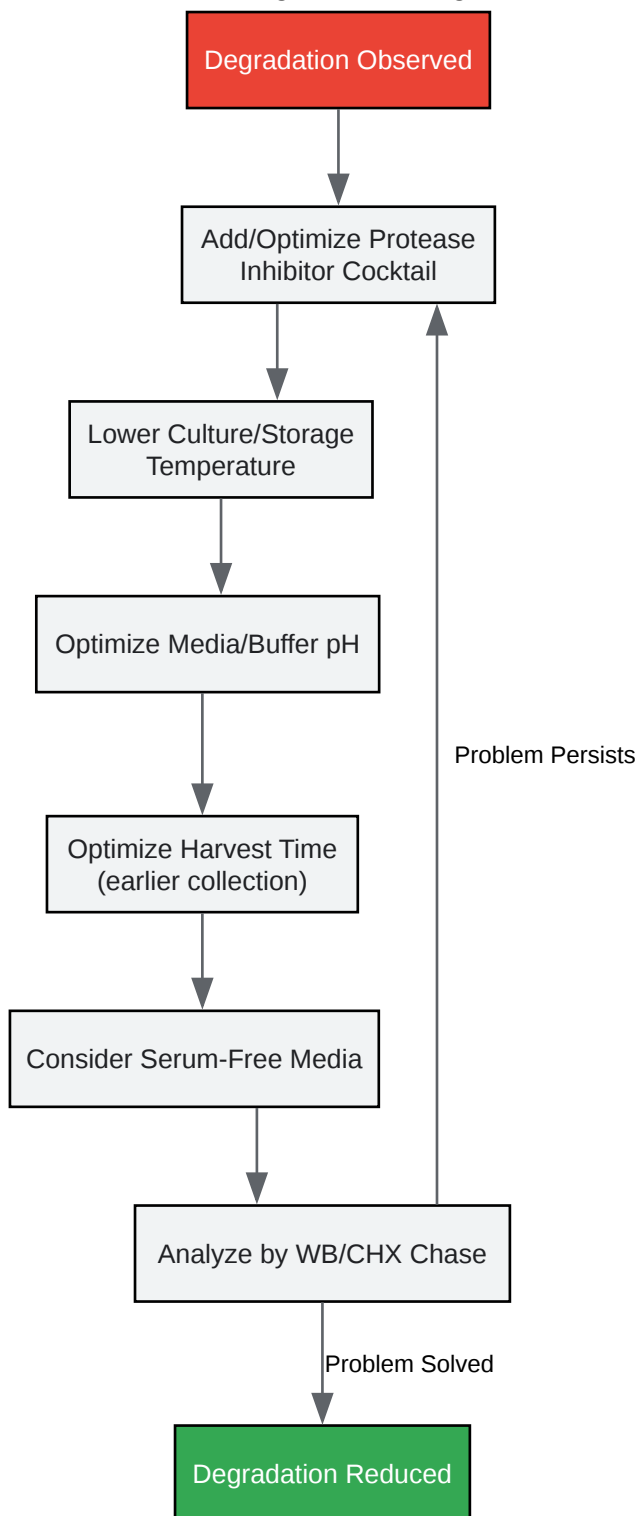 Degradation Observed
Add/Optimize Protease
Inhibitor Cocktail
Lower Culture/Storage
Temperature
Optimize Media/Buffer pH
Problem Persists
Optimize Harvest Time
(earlier collection)
Consider Serum-Free Media
Analyze by WB/CHX Chase
Problem Solved
Degradation Reduced